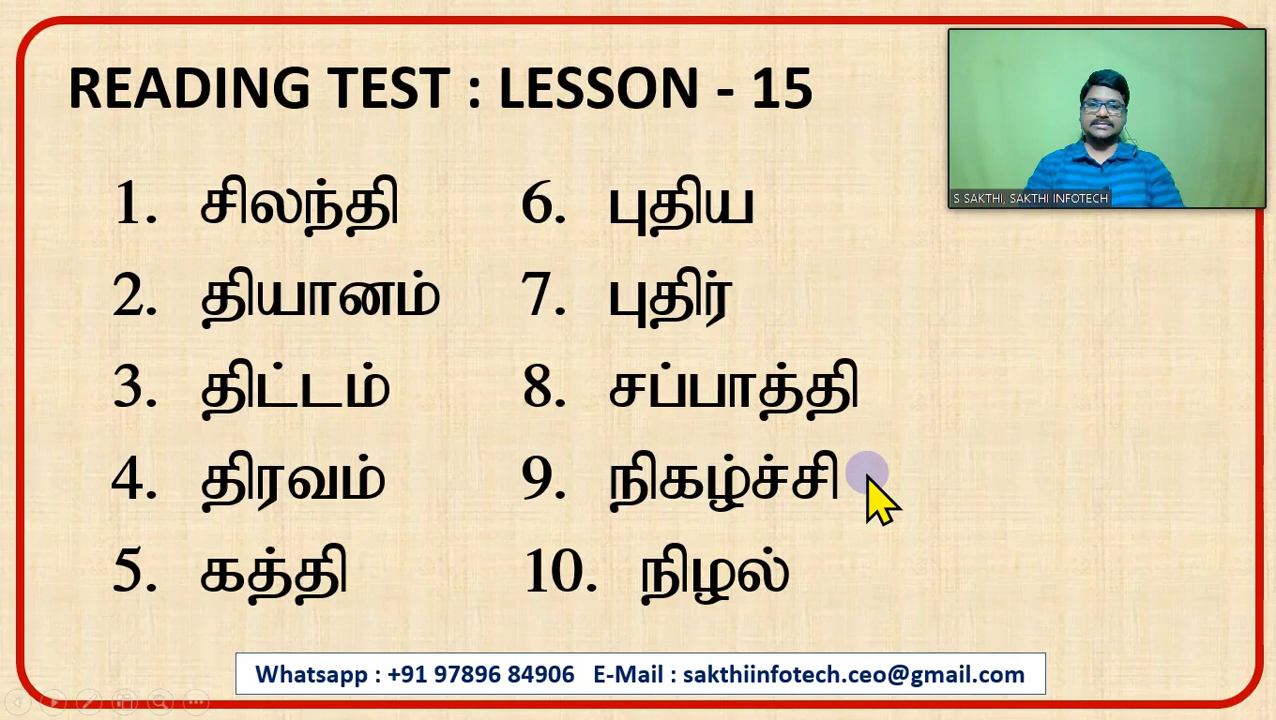 READING TEST : LESSON - 15
S SAKTHI, SAKTHI INFOTECH
1. சிலந்தி
2. தியானம்
3. திட்டம்
4. திரவம்
5. கத்தி
6. புதிய
7. புதிர்
8. சப்பாத்தி
9. நிகழ்ச்சி
10. நிழல்
Whatsapp : +91 97896 84906 E-Mail : sakthiinfotech.ceo@gmail.com